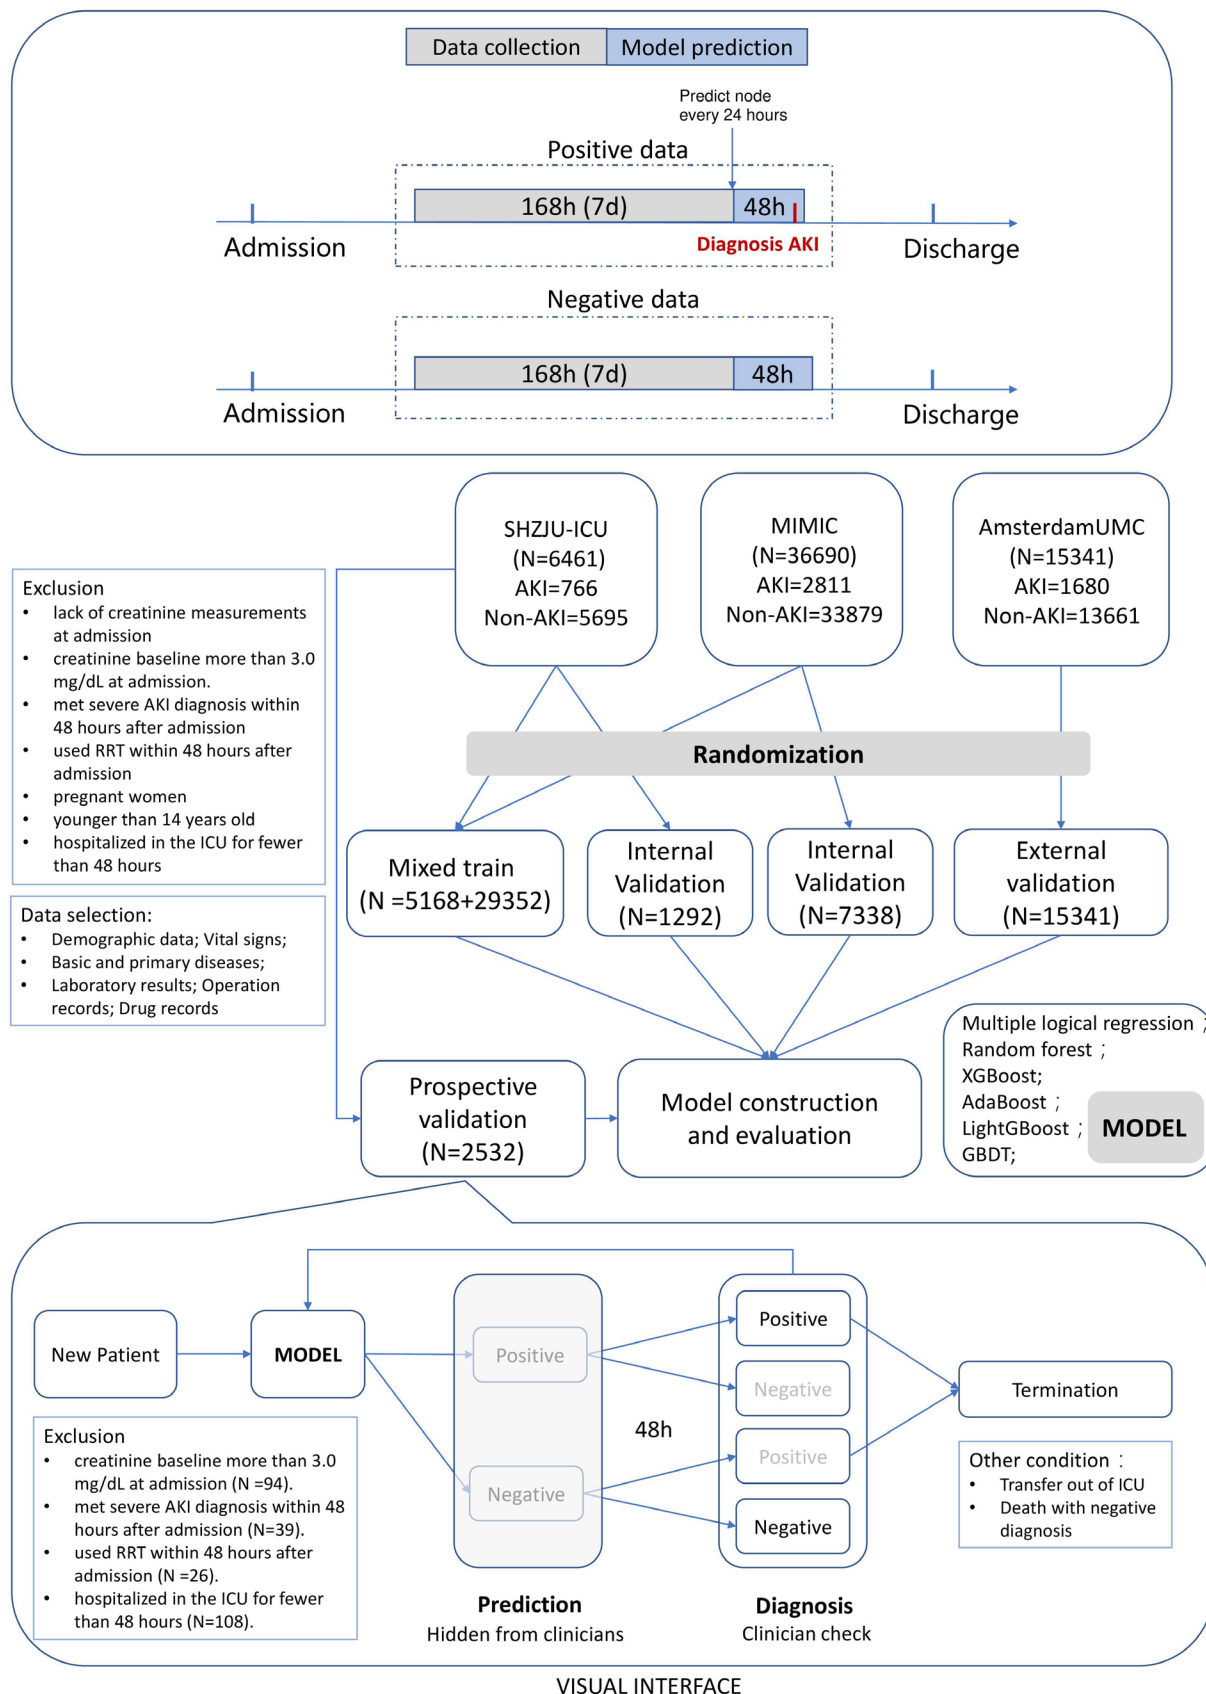 Data collection
Model prediction
Predict node
every 24 hours
Positive data
168h (7d)
48h
Diagnosis AKI
Admission
Discharge
Negative data
168h (7d)
48h
Admission
Discharge
SHZJU-ICU
(N=6461)
AKI=766
Non-AKI=5695
MIMIC
(N=36690)
AKI=2811
Non-AKI=33879
AmsterdamUMC
(N=15341)
AKI=1680
Non-AKI=13661
Exclusion
• lack of creatinine measurements
at admission
• creatinine baseline more than 3.0
mg/dL at admission.
• met severe AKI diagnosis within
48 hours after admission
• used RRT within 48 hours after
admission
• pregnant women
• younger than 14 years old
• hospitalized in the ICU for fewer
than 48 hours
Randomization
Mixed train
(N =5168+29352)
Internal
Validation
(N=1292)
Internal
Validation
(N=7338)
External
validation
(N=15341)
Data selection:
• Demographic data; Vital signs;
• Basic and primary diseases;
• Laboratory results; Operation
records; Drug records
Multiple logical regression ;
Random forest ;
XGBoost;
AdaBoost ;
LightGBoost ;
GBDT;
MODEL
Prospective
validation
(N=2532)
Model construction
and evaluation
New Patient
MODEL
Positive
Negative
48h
Positive
Negative
Positive
Negative
Termination
Exclusion
• creatinine baseline more than 3.0
mg/dL at admission (N =94).
• met severe AKI diagnosis within 48
hours after admission (N=39).
• used RRT within 48 hours after
admission (N =26).
• hospitalized in the ICU for fewer
than 48 hours (N=108).
Other condition :
• Transfer out of ICU
• Death with negative
diagnosis
Prediction
Hidden from clinicians
Diagnosis
Clinician check
VISUAL INTERFACE